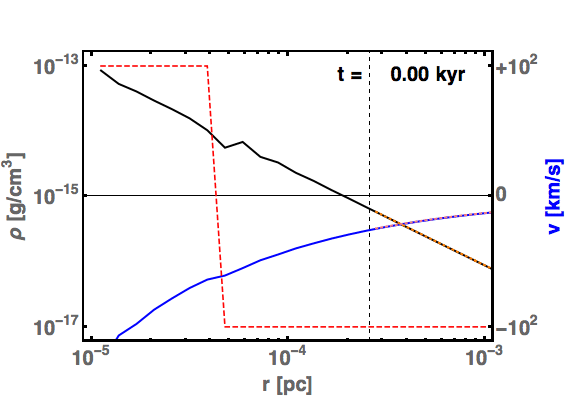 t = 0.00 kyr
10⁻¹³
10⁻¹⁵
10⁻¹⁷
ρ [g/cm³]
+10²
0
−10²
v [km/s]
10⁻⁵
10⁻⁴
10⁻³
r [pc]